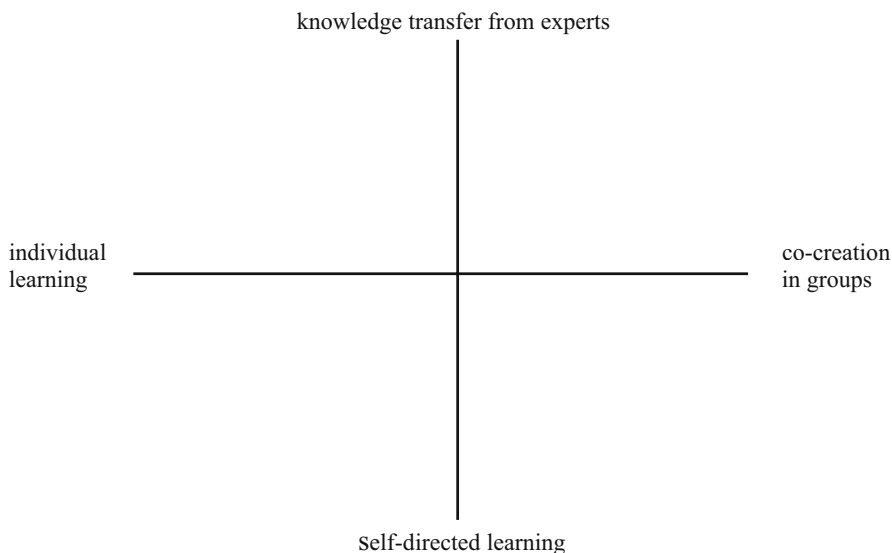 knowledge transfer from experts
individual
learning
co-creation
in groups
self-directed learning